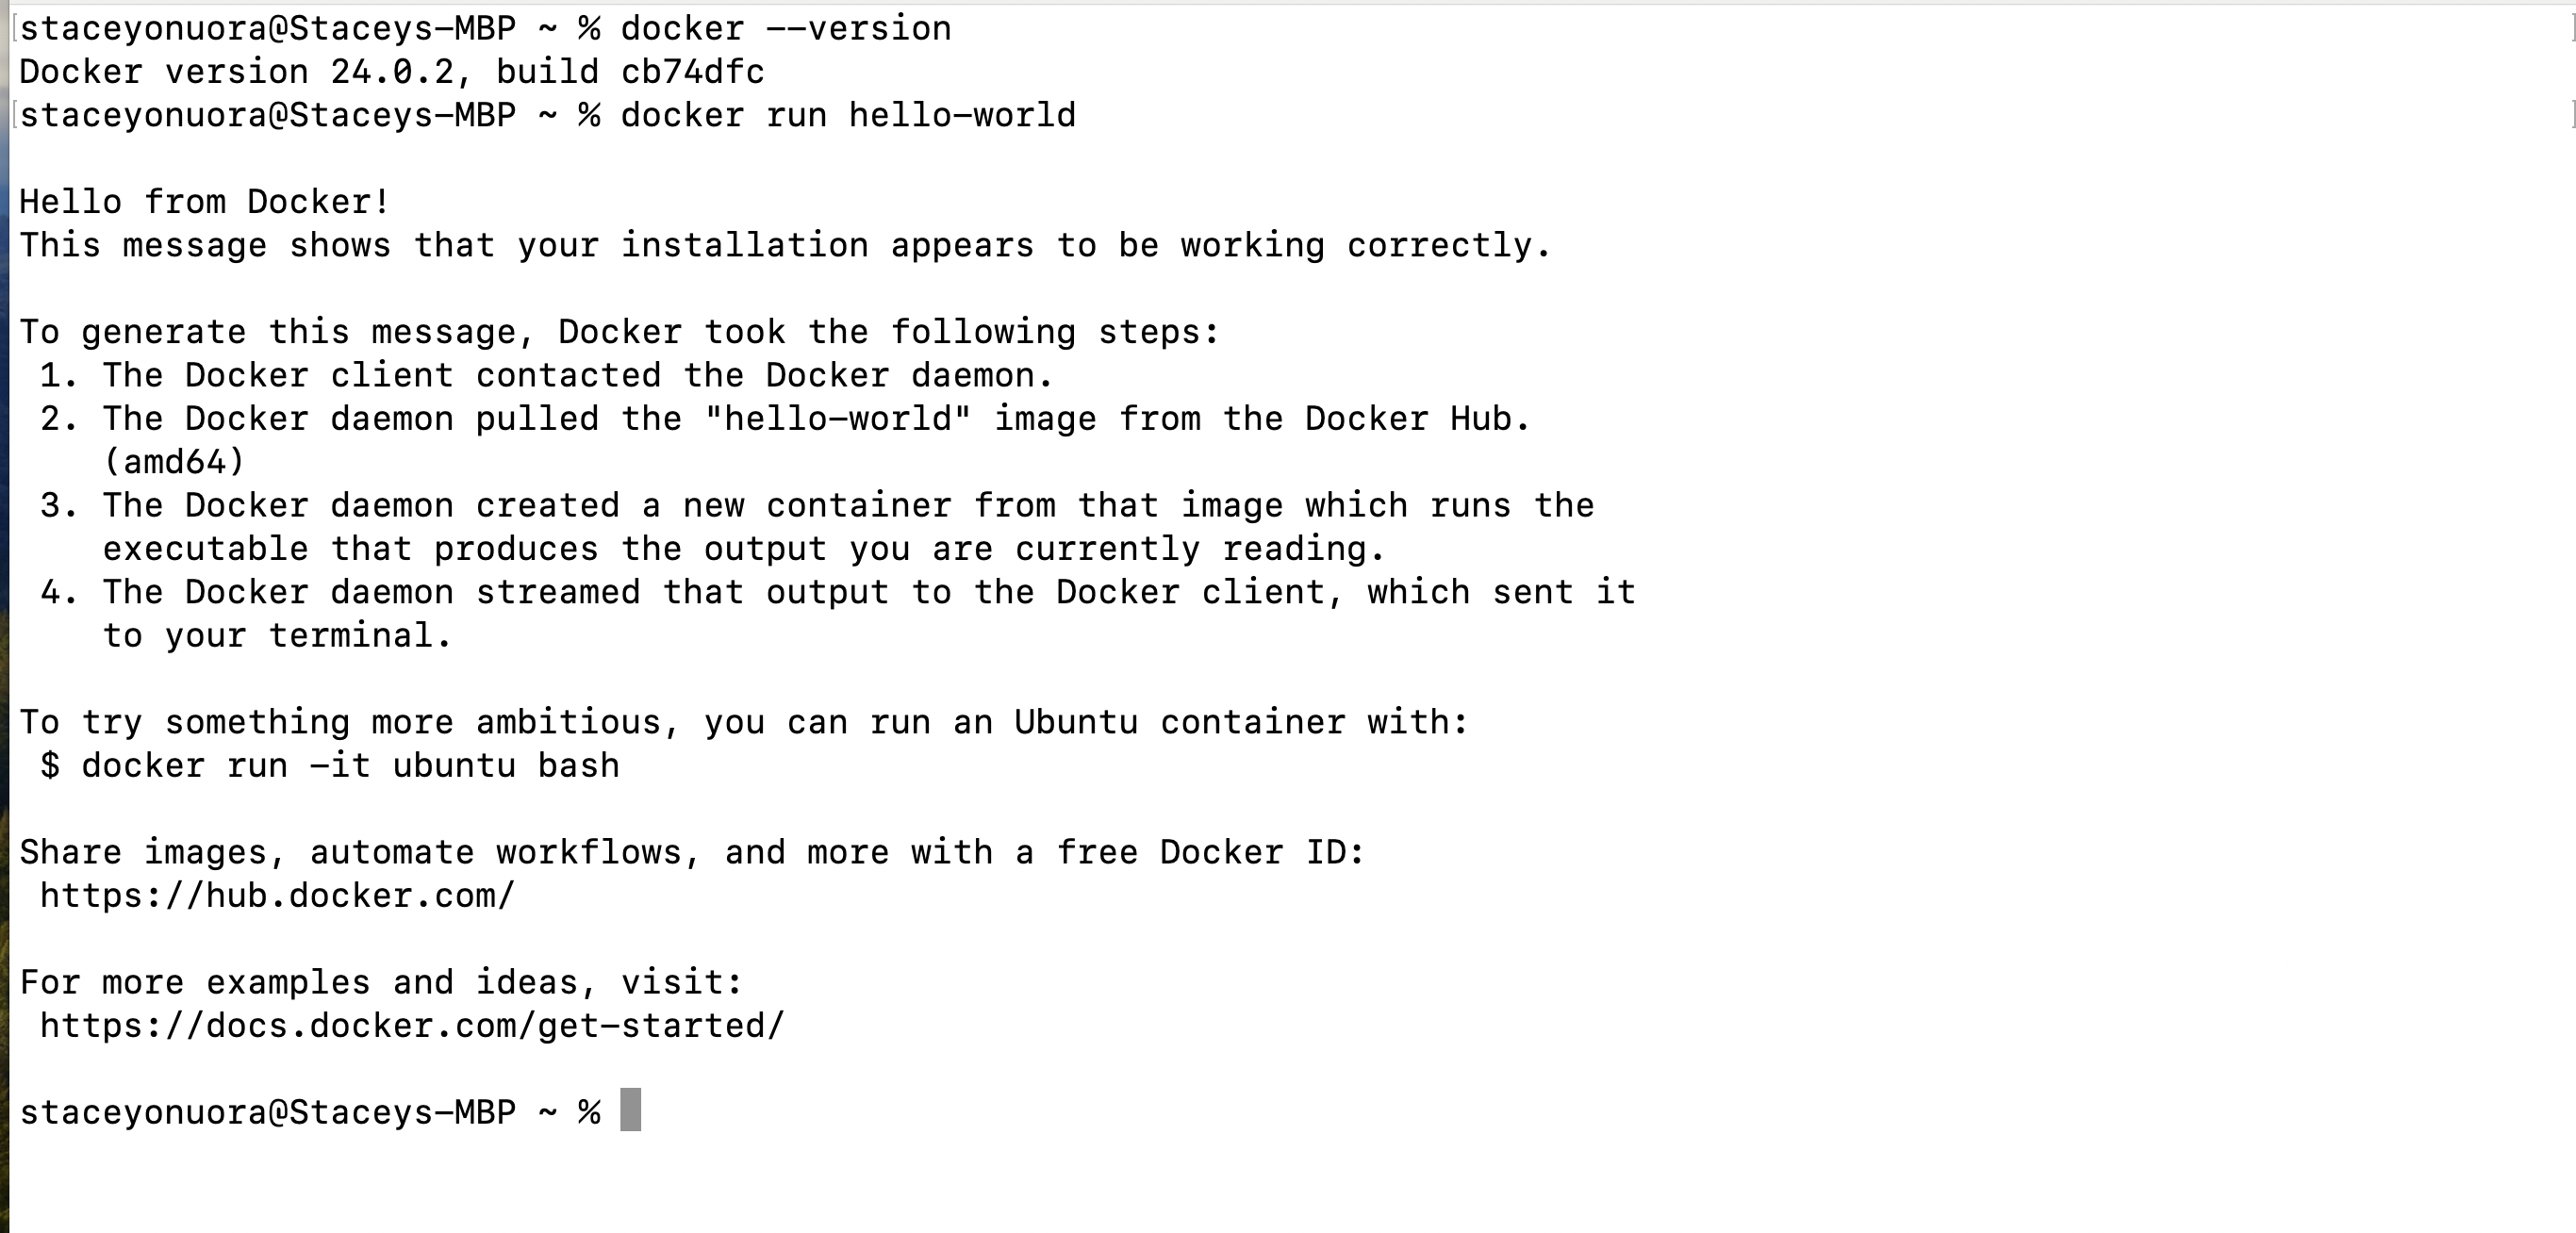 staceyonuora@Staceys-MBP ~ % docker --version
Docker version 24.0.2, build cb74dfc
staceyonuora@Staceys-MBP ~ % docker run hello-world

Hello from Docker!
This message shows that your installation appears to be working correctly.

To generate this message, Docker took the following steps:
 1. The Docker client contacted the Docker daemon.
 2. The Docker daemon pulled the "hello-world" image from the Docker Hub.
    (amd64)
 3. The Docker daemon created a new container from that image which runs the
    executable that produces the output you are currently reading.
 4. The Docker daemon streamed that output to the Docker client, which sent it
    to your terminal.

To try something more ambitious, you can run an Ubuntu container with:
 $ docker run -it ubuntu bash

Share images, automate workflows, and more with a free Docker ID:
 https://hub.docker.com/

For more examples and ideas, visit:
 https://docs.docker.com/get-started/

staceyonuora@Staceys-MBP ~ %